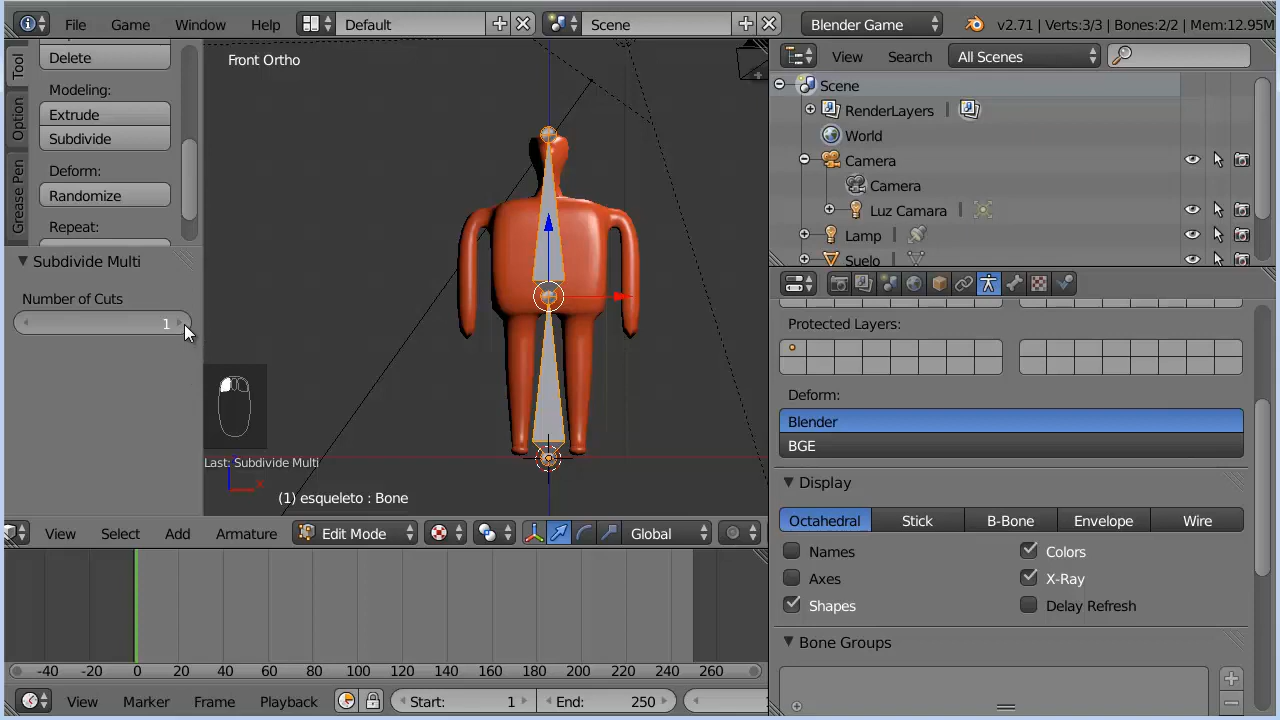 File Game Window Help Default Scene Blender Game v2.71 | Verts:3/3 | Bones:2/2 | Mem:12.95M
Tool
Option
Grease Pen
Delete
Modeling:
Extrude
Subdivide
Deform:
Randomize
Repeat:
Subdivide Multi
Number of Cuts
1
Front Ortho
Last: Subdivide Multi
x
(1) esqueleto : Bone
View Select Add Armature Edit Mode Global
-40 -20 0 20 40 60 80 100 120 140 160 180 200 220 240 260
View Marker Frame Playback Start: 1 End: 250
View Search All Scenes
Scene
RenderLayers |
World
Camera
Camera
Luz Camara |
Lamp |
Suelo |
Protected Layers:
Deform:
Blender
BGE
Display
Octahedral Stick B-Bone Envelope Wire
Names Colors
Axes X-Ray
Shapes Delay Refresh
Bone Groups